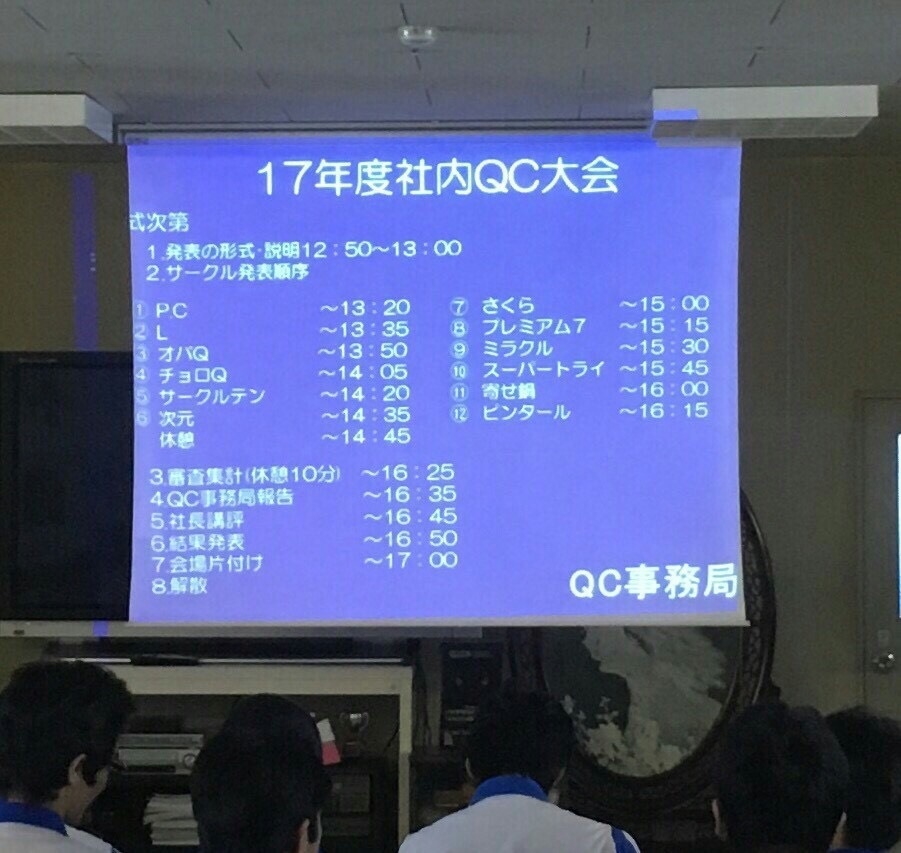 17年度社内QC大会
式次第
1.発表の形式・説明12：50～13：00
2.サークル発表順序
① PC ～13：20
② L ～13：35
③ オバQ ～13：50
④ チョロQ ～14：05
⑤ サークルテン ～14：20
⑥ 次元 ～14：35
休憩 ～14：45
⑦ さくら ～15：00
⑧ プレミアム7 ～15：15
⑨ ミラクル ～15：30
⑩ スーパートライ ～15：45
⑪ 寄せ鍋 ～16：00
⑫ ビンタール ～16：15
3.審査集計(休憩10分) ～16：25
4.QC事務局報告 ～16：35
5.社長講評 ～16：45
6.結果発表 ～16：50
7.会場片付け ～17：00
8.解散
QC事務局